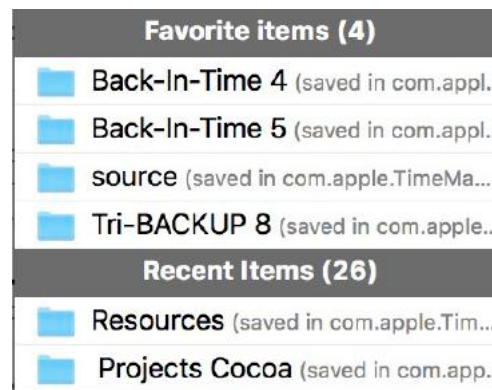 Favorite items (4)
Back-In-Time 4 (saved in com.appl.
Back-In-Time 5 (saved in com.appl.
source (saved in com.apple.TimeMa...
Tri-BACKUP 8 (saved in com.apple..
Recent Items (26)
Resources (saved in com.apple.Tim...
Projects Cocoa (saved in com.app.